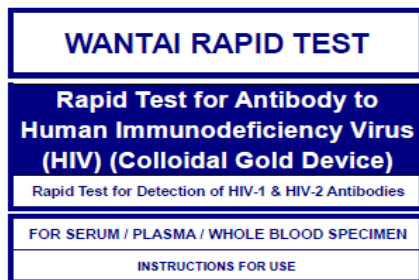 WANTAI RAPID TEST
Rapid Test for Antibody to
Human Immunodeficiency Virus
(HIV) (Colloidal Gold Device)
Rapid Test for Detection of HIV-1 & HIV-2 Antibodies
FOR SERUM / PLASMA / WHOLE BLOOD SPECIMEN
INSTRUCTIONS FOR USE